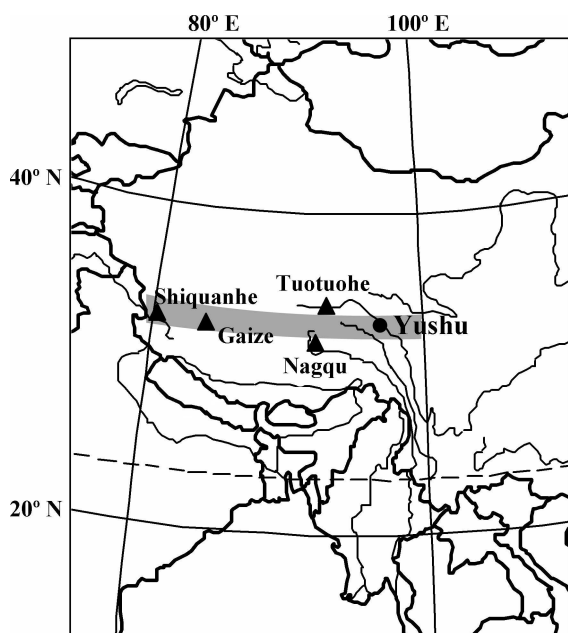 80º E
100º E
40º N
Tuotuohe
Shiquanhe
Yushu
Gaize
Nagqu
20º N